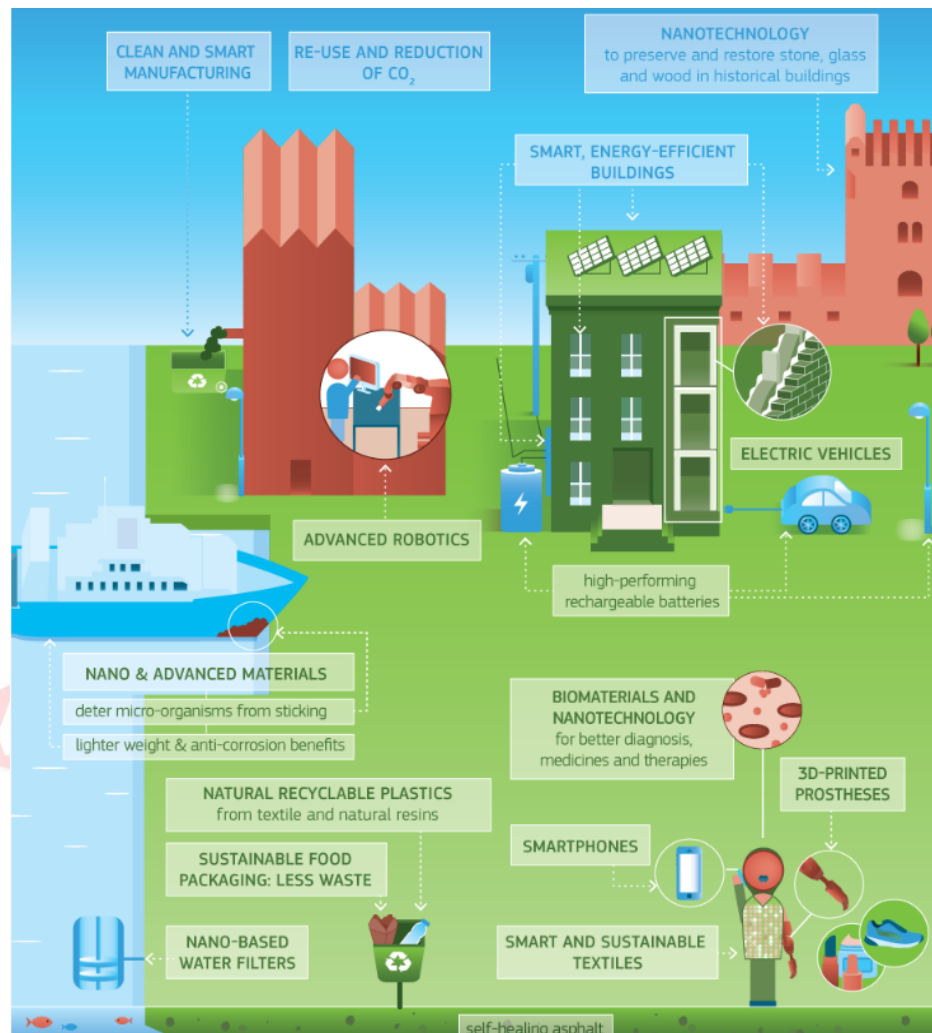 CLEAN AND SMART
MANUFACTURING
RE-USE AND REDUCTION
OF CO₂
NANOTECHNOLOGY
to preserve and restore stone, glass
and wood in historical buildings
SMART, ENERGY-EFFICIENT
BUILDINGS
ELECTRIC VEHICLES
ADVANCED ROBOTICS
high-performing
rechargeable batteries
NANO & ADVANCED MATERIALS
deter micro-organisms from sticking
lighter weight & anti-corrosion benefits
BIOMATERIALS AND
NANOTECHNOLOGY
for better diagnosis,
medicines and therapies
3D-PRINTED
PROSTHESES
NATURAL RECYCLABLE PLASTICS
from textile and natural resins
SMARTPHONES
SUSTAINABLE FOOD
PACKAGING: LESS WASTE
NANO-BASED
WATER FILTERS
SMART AND SUSTAINABLE
TEXTILES
self-healing asphalt